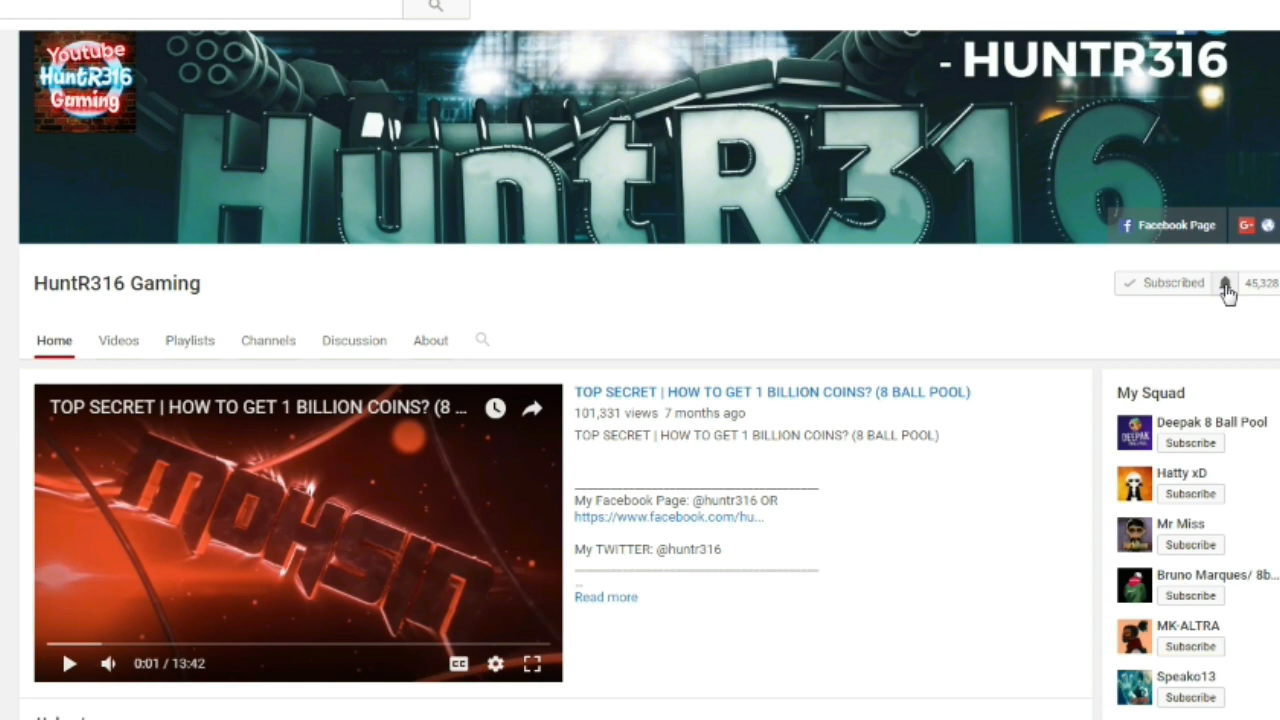 Youtube
HuntR316
Gaming
- HUNTR316
HuntR316
Facebook Page
G+
HuntR316 Gaming
Subscribed
45,328
Home
Videos
Playlists
Channels
Discussion
About
TOP SECRET | HOW TO GET 1 BILLION COINS? (8 ...
MOHSIN
0:01 / 13:42
CC
TOP SECRET | HOW TO GET 1 BILLION COINS? (8 BALL POOL)
101,331 views 7 months ago
TOP SECRET | HOW TO GET 1 BILLION COINS? (8 BALL POOL)
My Facebook Page: @huntr316 OR
https://www.facebook.com/hu...
My TWITTER: @huntr316
...
Read more
My Squad
DEEPAK
Deepak 8 Ball Pool
Subscribe
Hatty xD
Subscribe
Mr Miss
Subscribe
Bruno Marques/ 8b...
Subscribe
MK-ALTRA
Subscribe
Speako13
Subscribe